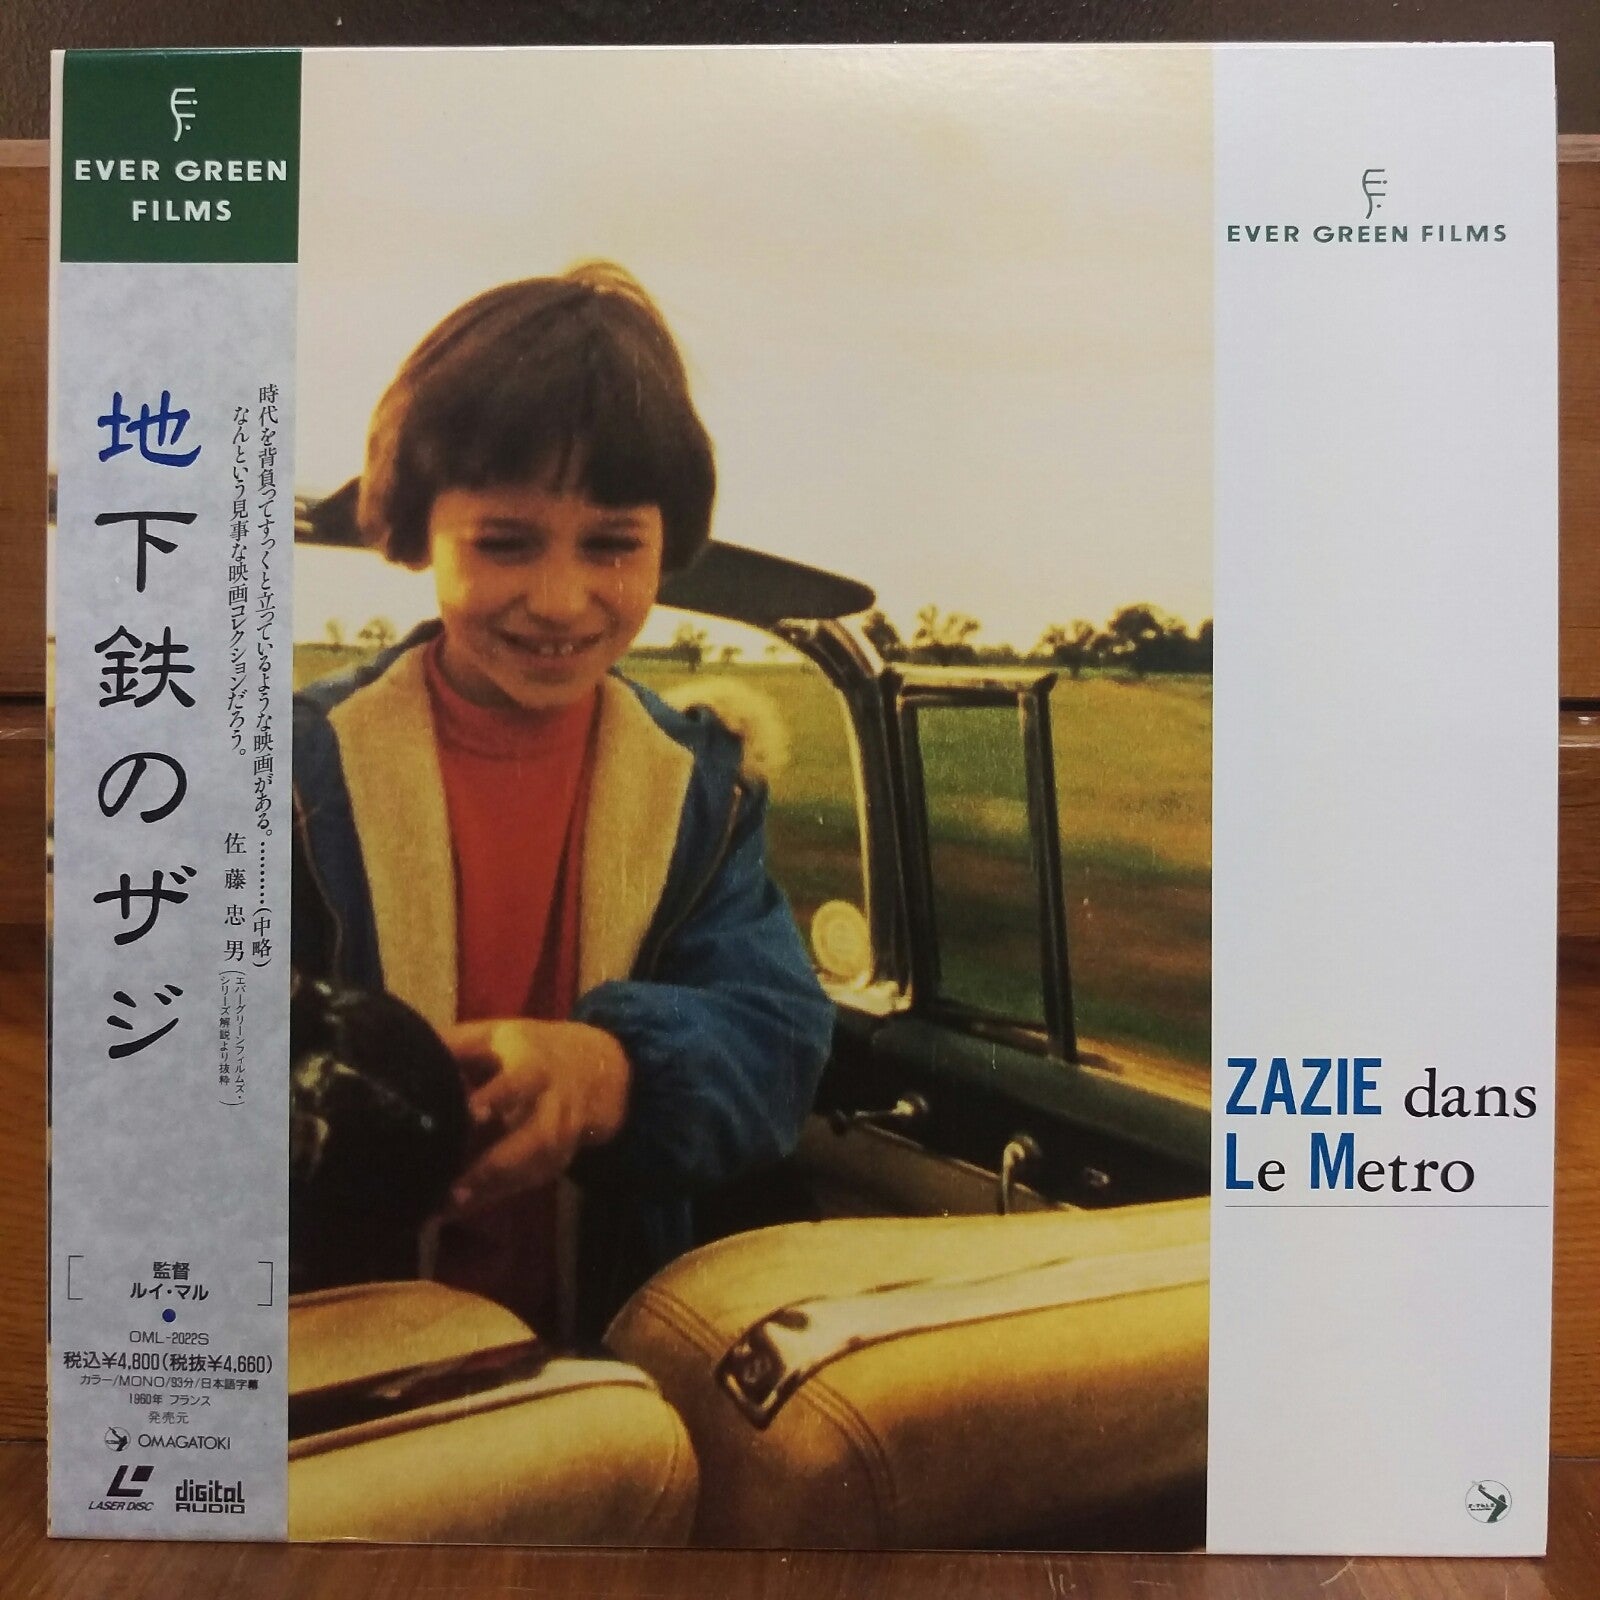 EVER GREEN
FILMS
地下鉄のザジ
時代を背負ってすっくと立っているような映画がある。………(中略)
なんという見事な映画コレクションだろう。
佐藤忠男
(エバーグリーンフィルムズ・
シリーズ解説より抜粋)
監督
ルイ・マル
OML-2022S
税込¥4,800(税抜¥4,660)
カラー/MONO/93分/日本語字幕
1960年 フランス
発売元
OMAGATOKI
LASER DISC
digital
AUDIO
EVER GREEN FILMS
ZAZIE dans
Le Metro